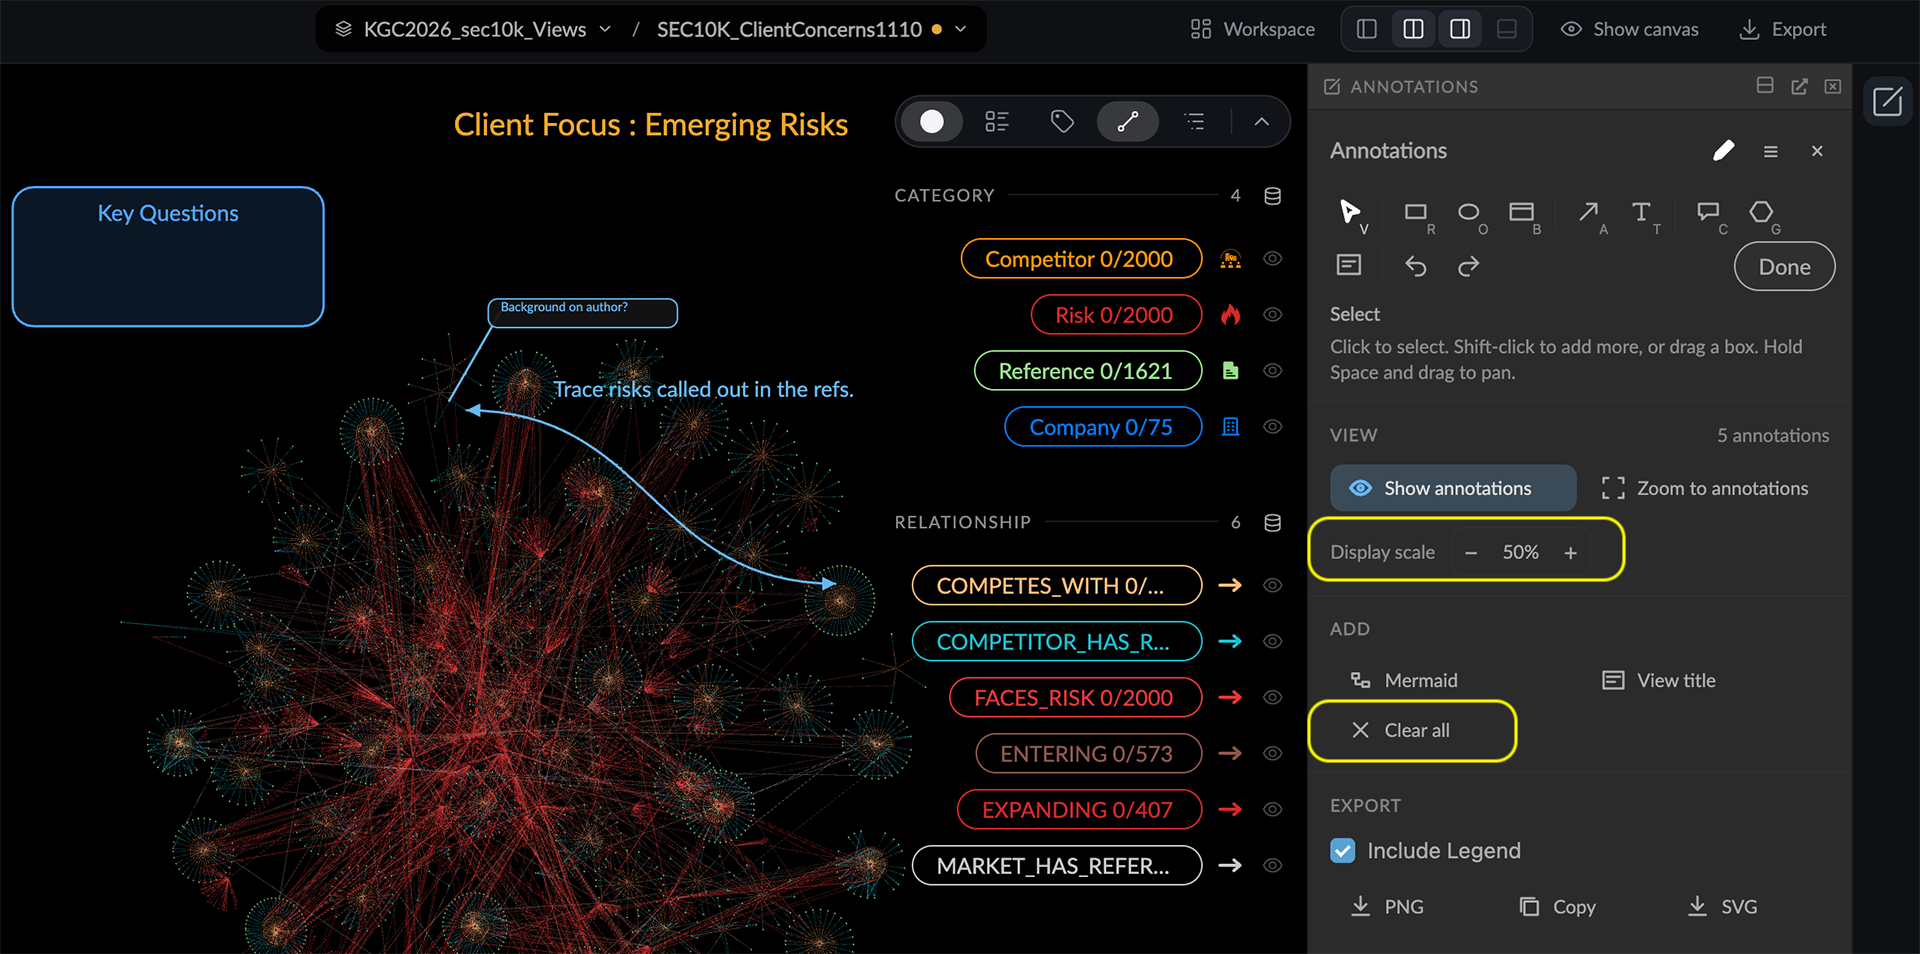 KGC2026_sec10k_Views / SEC10K_ClientConcerns1110
Workspace
Show canvas
Export
Client Focus : Emerging Risks
Key Questions
Background on author?
Trace risks called out in the refs.
CATEGORY 4
Competitor 0/2000
Risk 0/2000
Reference 0/1621
Company 0/75
RELATIONSHIP 6
COMPETES_WITH 0/...
COMPETITOR_HAS_R...
FACES_RISK 0/2000
ENTERING 0/573
EXPANDING 0/407
MARKET_HAS_REFER...
ANNOTATIONS
Annotations
V R O B A T C G
Done
Select
Click to select. Shift-click to add more, or drag a box. Hold
Space and drag to pan.
VIEW 5 annotations
Show annotations Zoom to annotations
Display scale − 50% +
ADD
Mermaid View title
Clear all
EXPORT
Include Legend
PNG Copy SVG